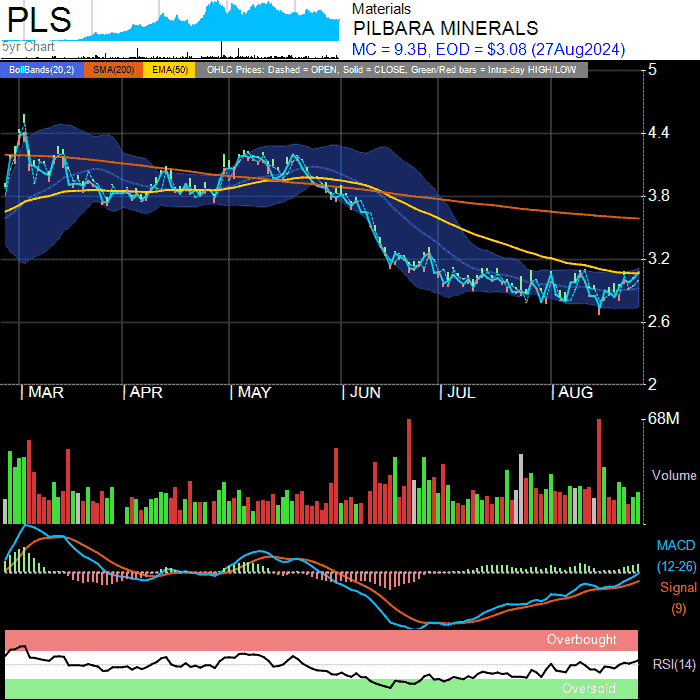 PLS
5yr Chart
Materials
PILBARA MINERALS
MC = 9.3B, EOD = $3.08 (27Aug2024)
BollBands(20,2) SMA(200) EMA(50) OHLC Prices: Dashed = OPEN, Solid = CLOSE, Green/Red bars = Intra-day HIGH/LOW
5
4.4
3.8
3.2
2.6
2
| MAR | APR | MAY | JUN | JUL | AUG
68M
Volume
MACD
(12-26)
Signal
(9)
Overbought
RSI(14)
Oversold